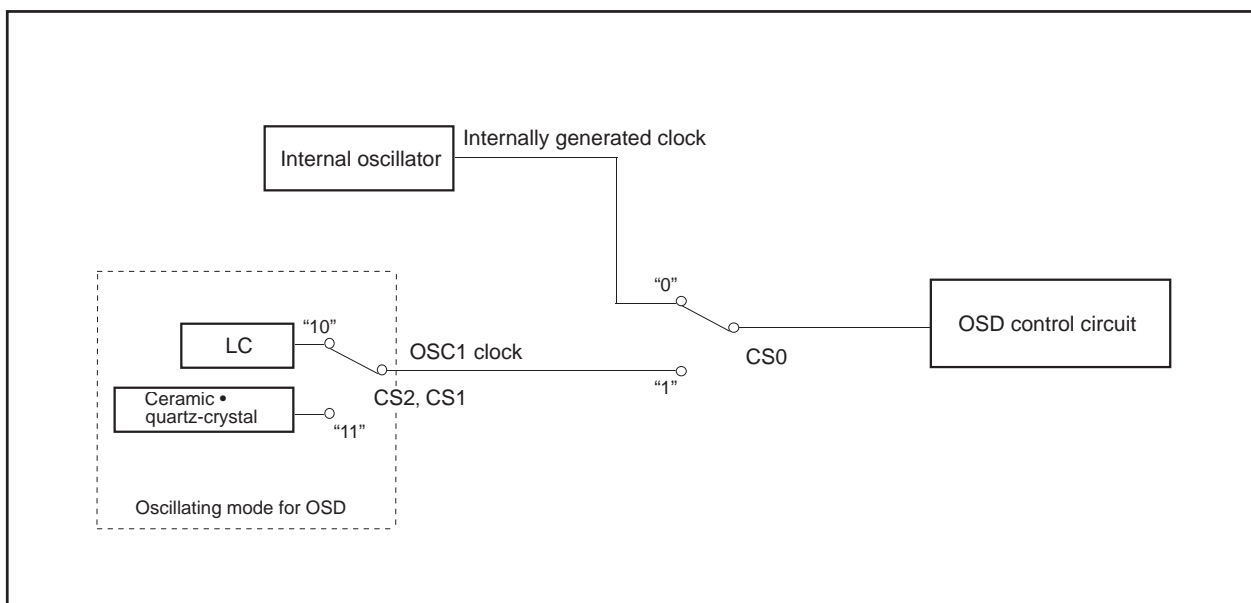 Internally generated clock
Internal oscillator
“0”
“10”
LC
OSC1 clock
OSD control circuit
CS0
“1”
CS2, CS1
Ceramic •
quartz-crystal
“11”
Oscillating mode for OSD